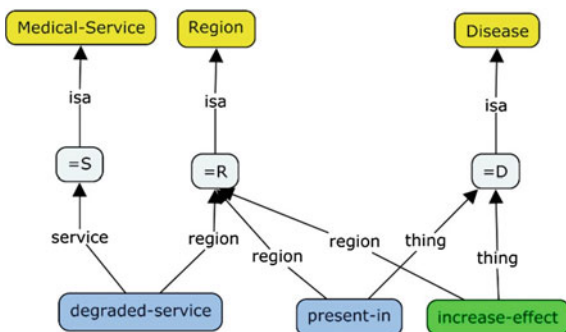 Medical-Service Region Disease
isa isa isa
=S =R =D
service region region region thing thing
degraded-service present-in increase-effect